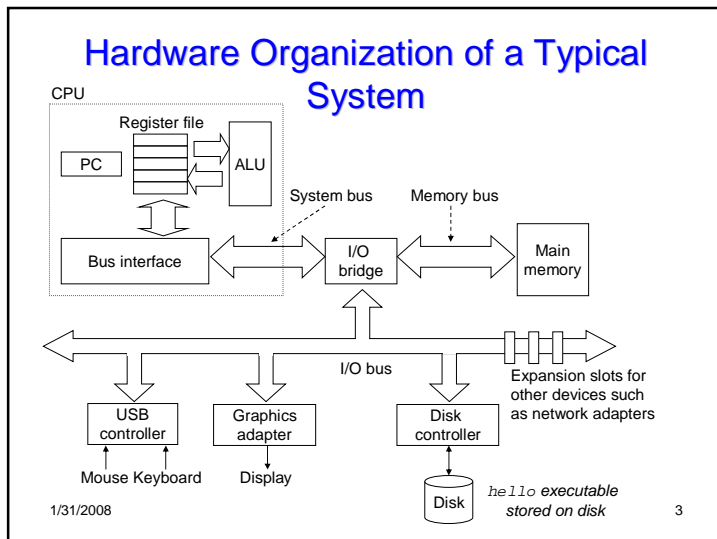 Hardware Organization of a Typical
System
CPU
Register file
PC
ALU
System bus
Memory bus
Bus interface
I/O
bridge
Main
memory
I/O bus
Expansion slots for
other devices such
as network adapters
USB
controller
Graphics
adapter
Disk
controller
Mouse Keyboard
Display
Disk
hello executable
stored on disk
1/31/2008
3